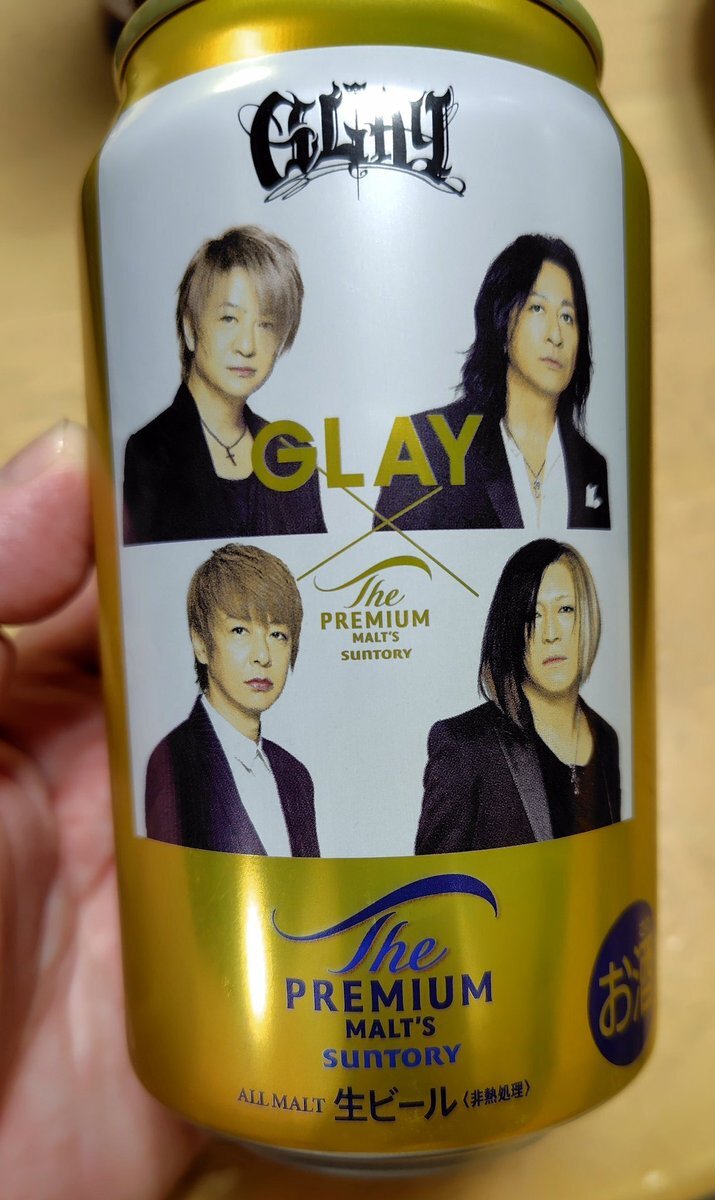 GLAY
GLAY
The
PREMIUM
MALT'S
SUNTORY
The
PREMIUM
MALT'S
SUNTORY
お酒
ALL MALT 生ビール〈非熱処理〉